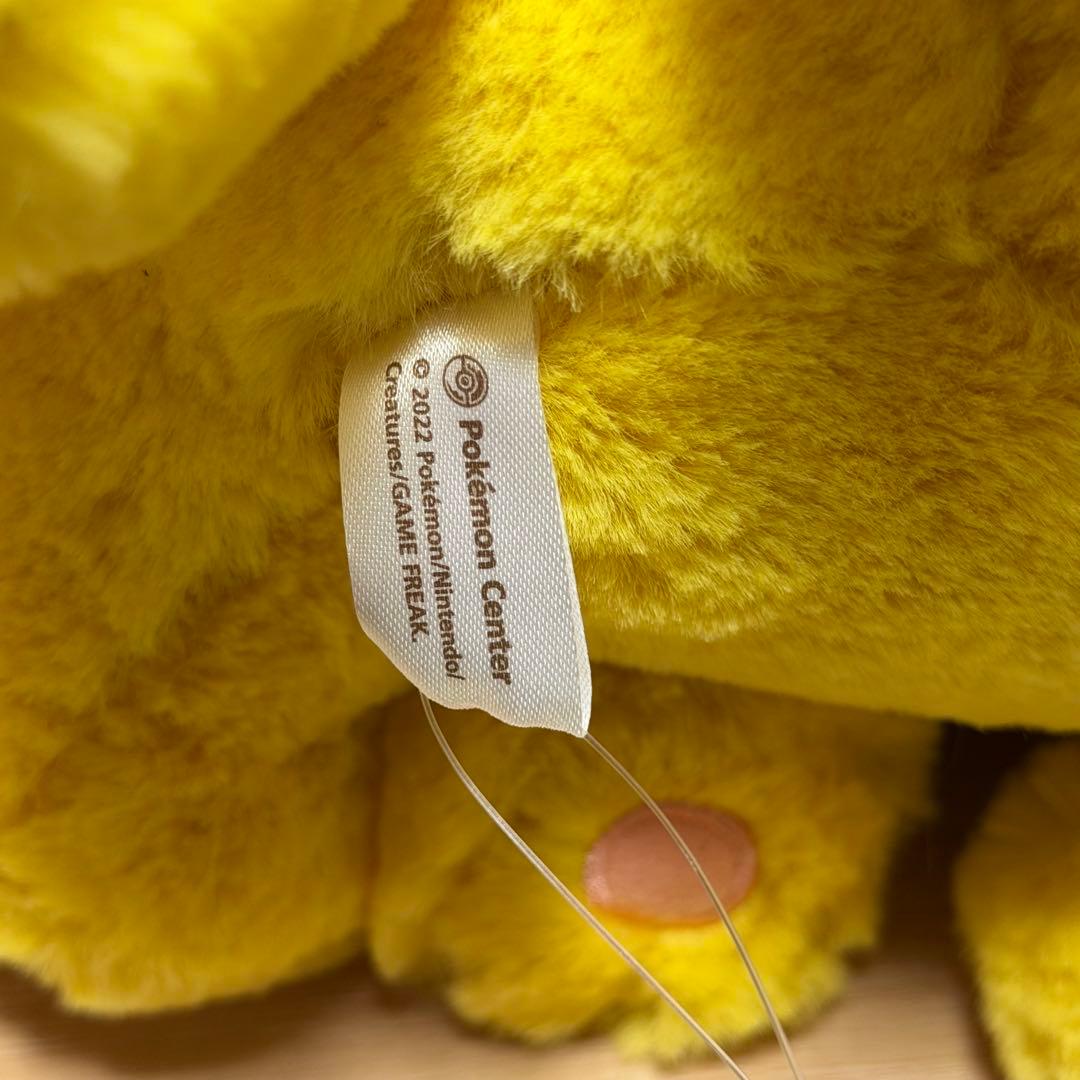 Pokémon Center
© 2022 Pokémon/Nintendo/
Creatures/GAME FREAK